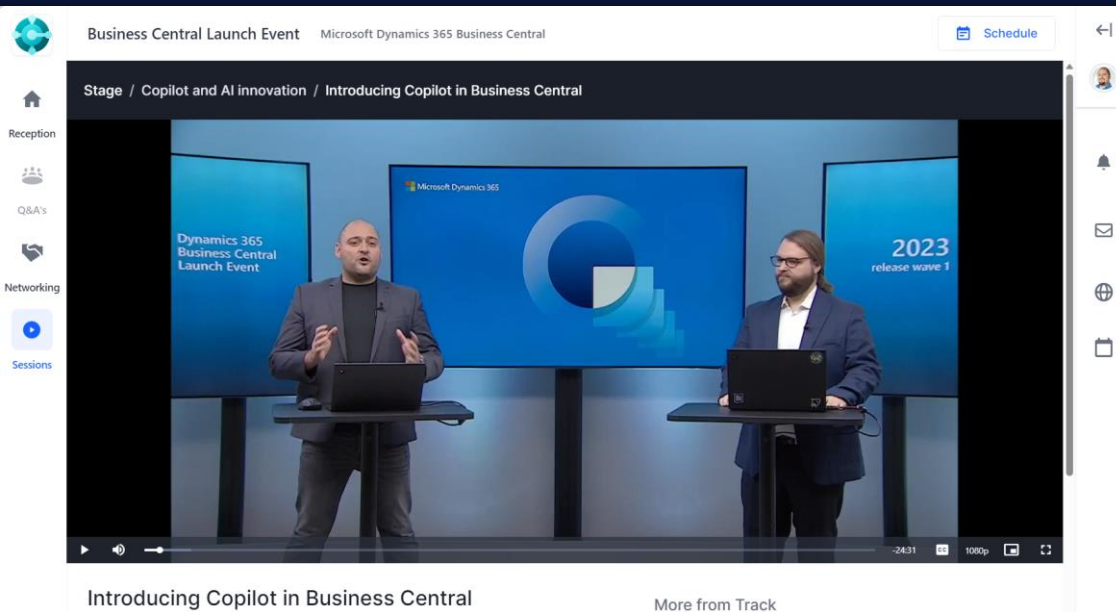 Business Central Launch Event Microsoft Dynamics 365 Business Central
Schedule
Stage / Copilot and AI innovation / Introducing Copilot in Business Central
Reception
Q&A's
Networking
Sessions
Microsoft Dynamics 365
Dynamics 365
Business Central
Launch Event
2023
release wave 1
-24:31 CC 1080p
Introducing Copilot in Business Central
More from Track